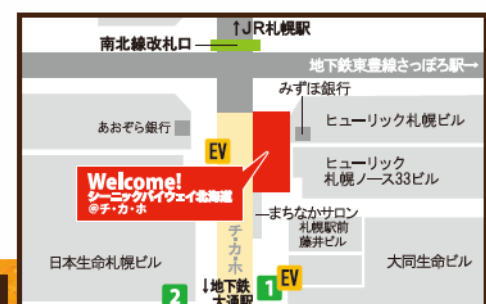 ↑JR札幌駅
南北線改札口
地下鉄東豊線さっぽろ駅→
みずほ銀行
あおぞら銀行
ヒューリック札幌ビル
EV
ヒューリック
札幌ノース33ビル
Welcome!
シーニックバイウェイ北海道
@チ・カ・ホ
まちなかサロン
チ・カ・ホ
札幌駅前
藤井ビル
日本生命札幌ビル
大同生命ビル
↓地下鉄
大通駅
1
EV
2